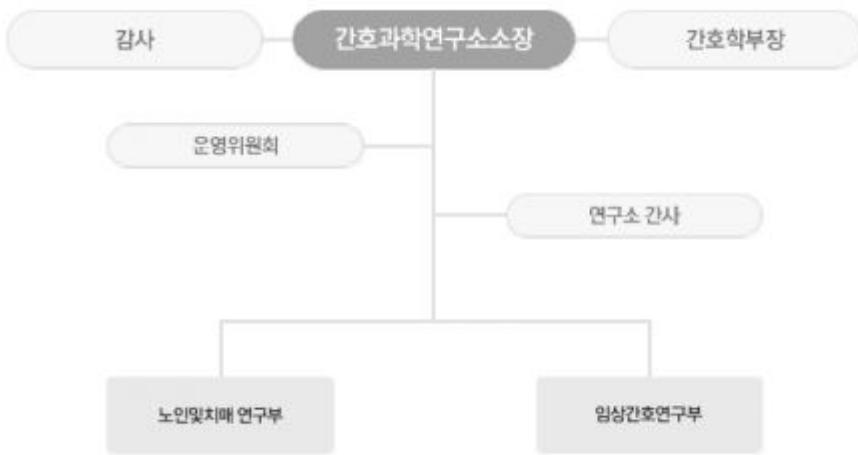 감사
간호과학연구소소장
간호학부장
운영위원회
연구소 간사
노인및치매 연구부
임상간호연구부